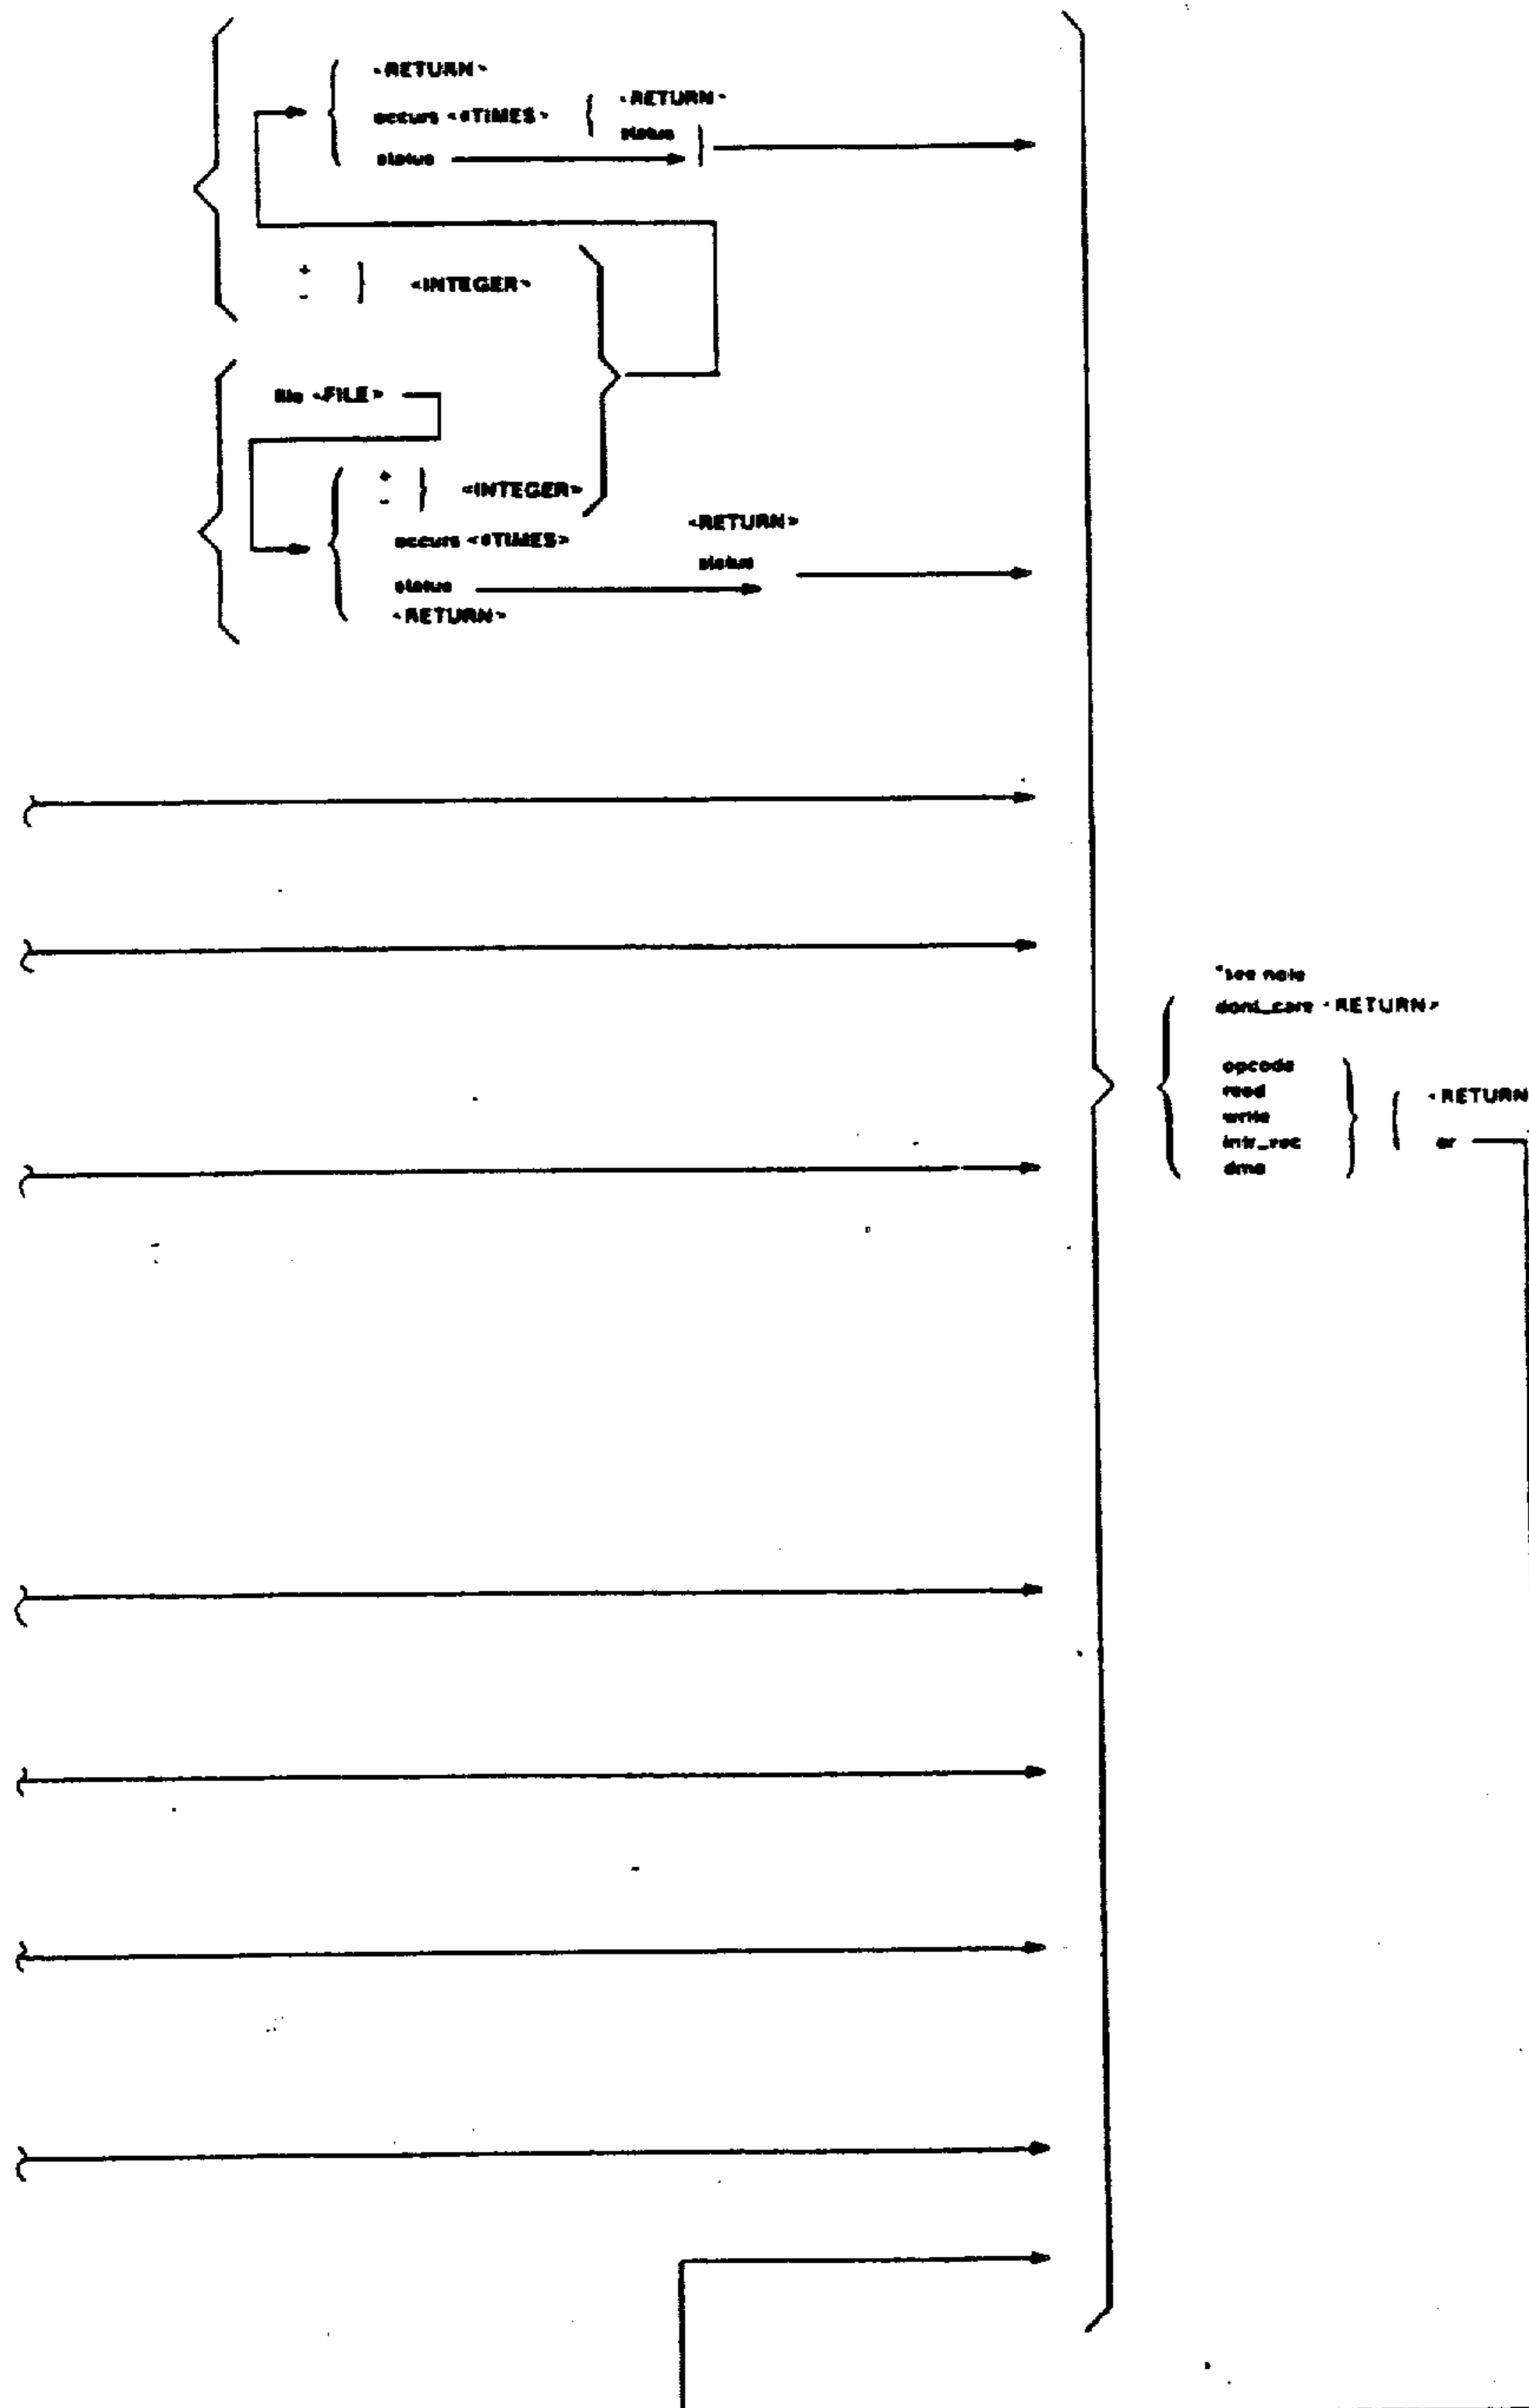 <RETURN>
occurs <#TIMES>
<RETURN>
status
status
+
-
<INTEGER>
file <FILE>
+
-
<INTEGER>
occurs <#TIMES>
<RETURN>
status
status
<RETURN>
*see note
dont_care <RETURN>
opcode
read
write
intr_vec
dma
<RETURN
or